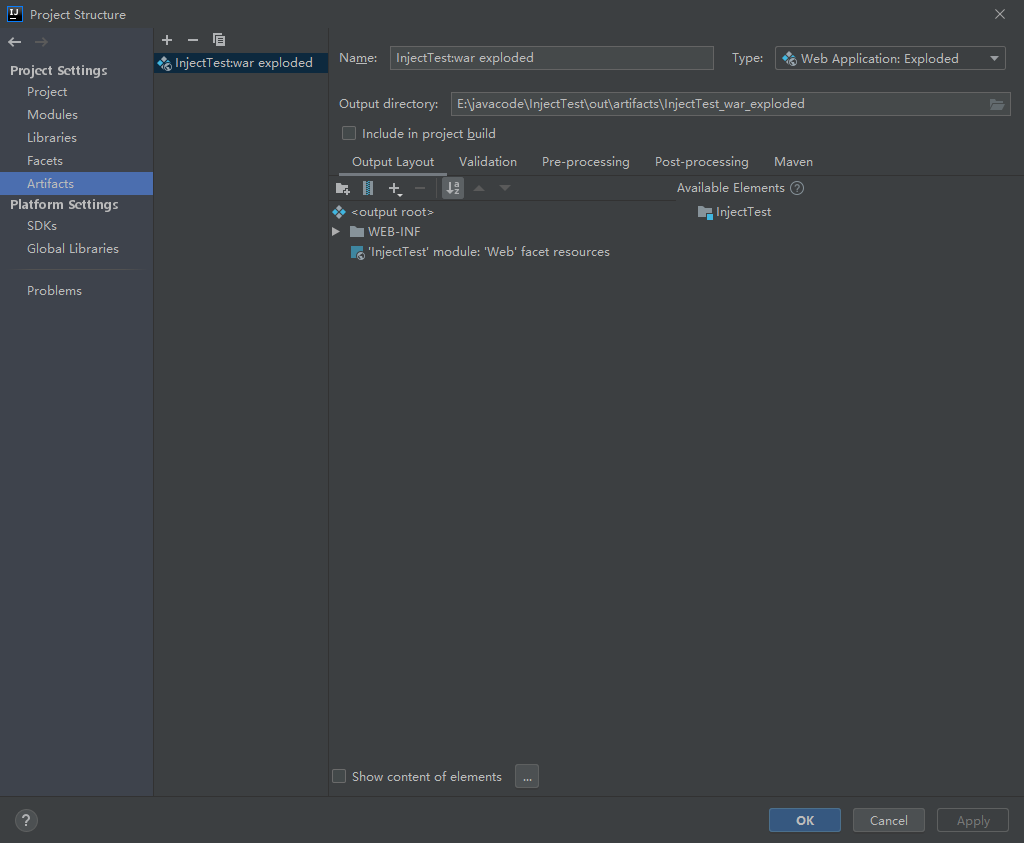 Project Structure
Project Settings
Project
Modules
Libraries
Facets
Artifacts
Platform Settings
SDKs
Global Libraries
Problems
InjectTest:war exploded
Name: InjectTest:war exploded Type: Web Application: Exploded
Output directory: E:\javacode\InjectTest\out\artifacts\InjectTest_war_exploded
Include in project build
Output Layout Validation Pre-processing Post-processing Maven
Available Elements ?
<output root>
WEB-INF
'InjectTest' module: 'Web' facet resources
InjectTest
Show content of elements ...
? OK Cancel Apply